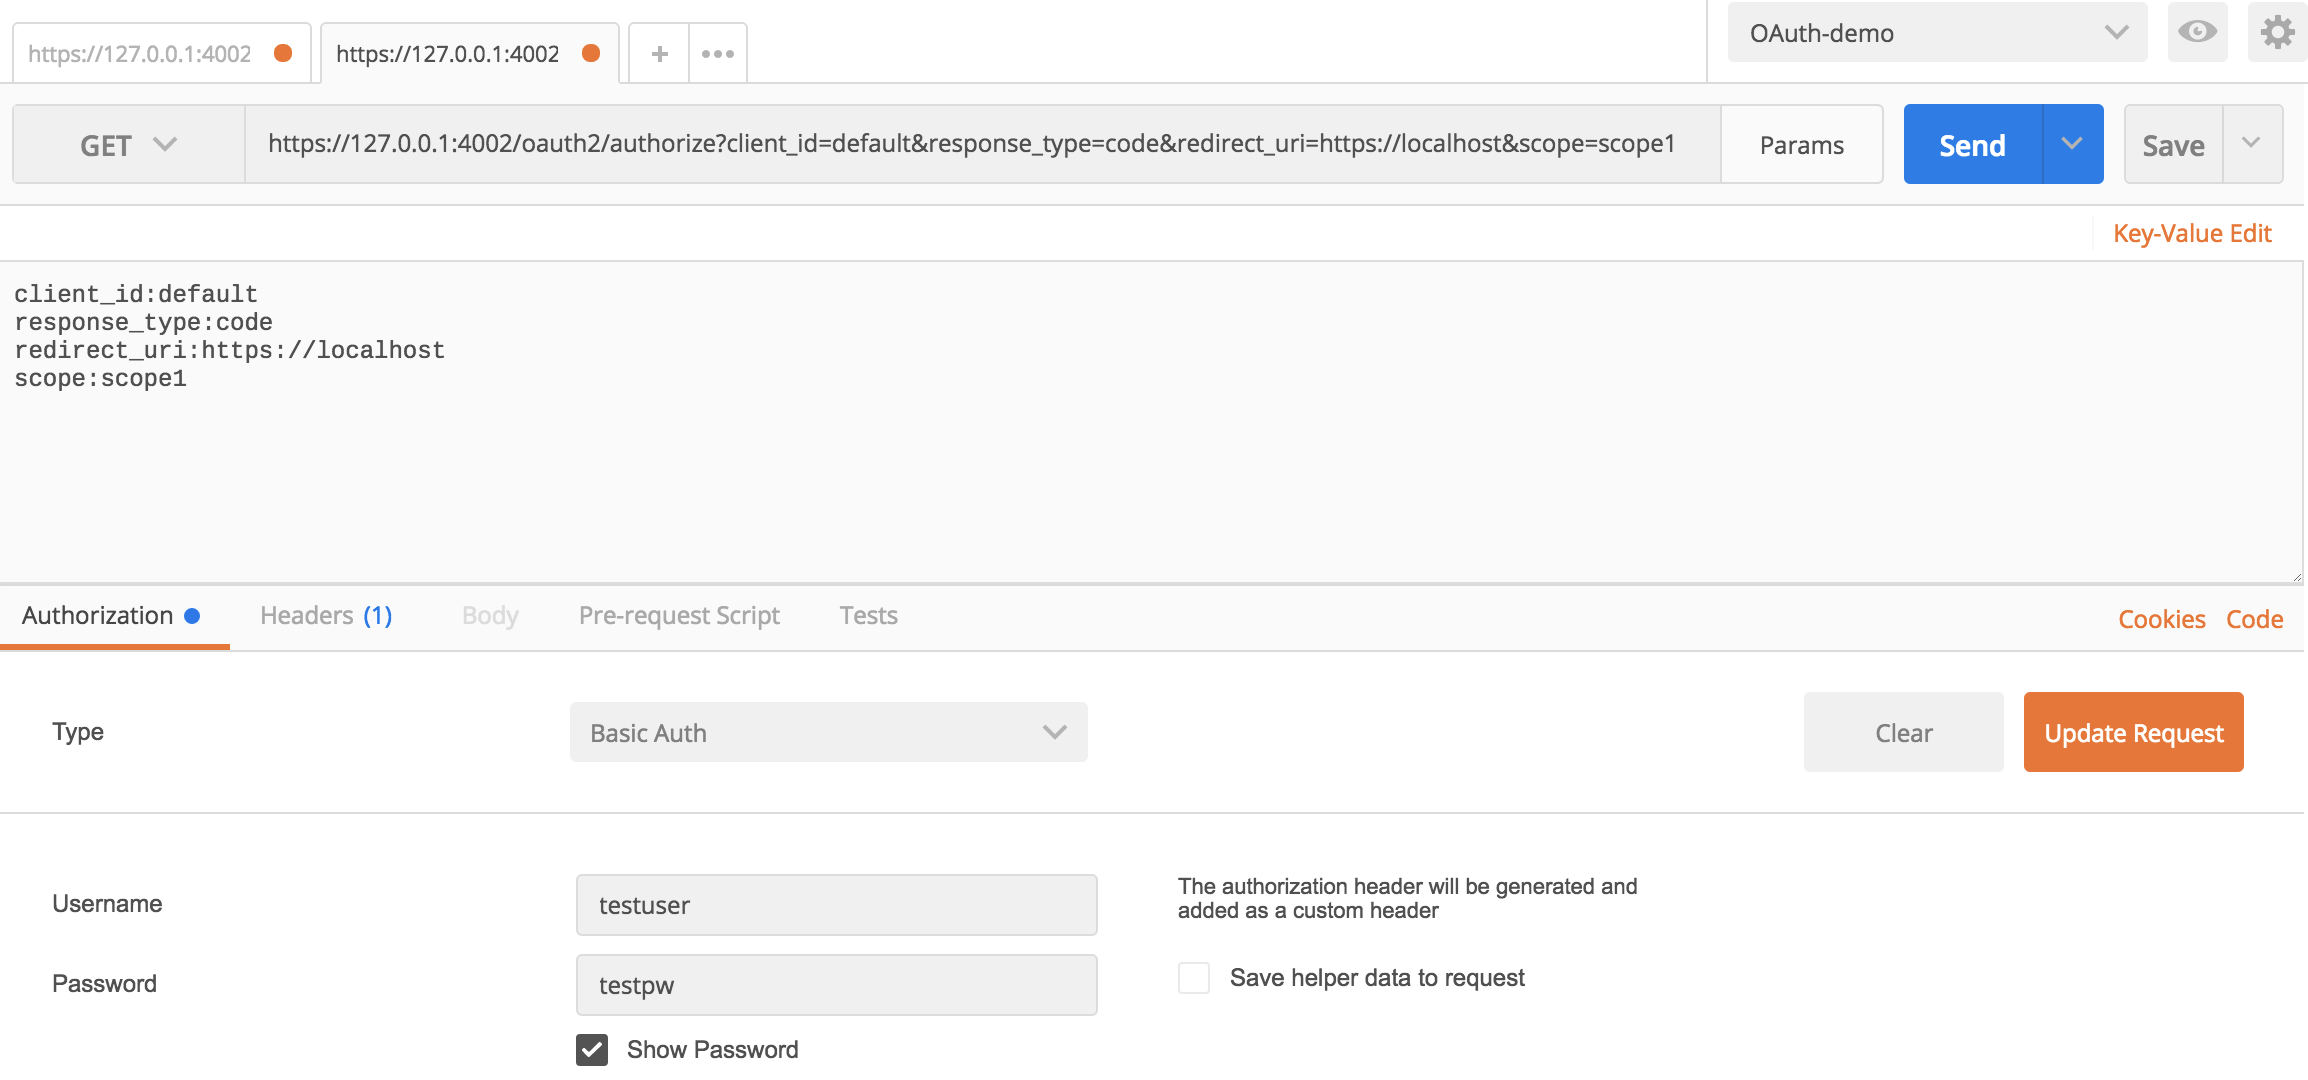 https://127.0.0.1:4002
https://127.0.0.1:4002
OAuth-demo
GET
https://127.0.0.1:4002/oauth2/authorize?client_id=default&response_type=code&redirect_uri=https://localhost&scope=scope1
Params
Send
Save
Key-Value Edit
client_id:default
response_type:code
redirect_uri:https://localhost
scope:scope1
Authorization
Headers (1)
Body
Pre-request Script
Tests
Cookies
Code
Type
Basic Auth
Clear
Update Request
Username
testuser
The authorization header will be generated and
added as a custom header
Password
testpw
Save helper data to request
Show Password